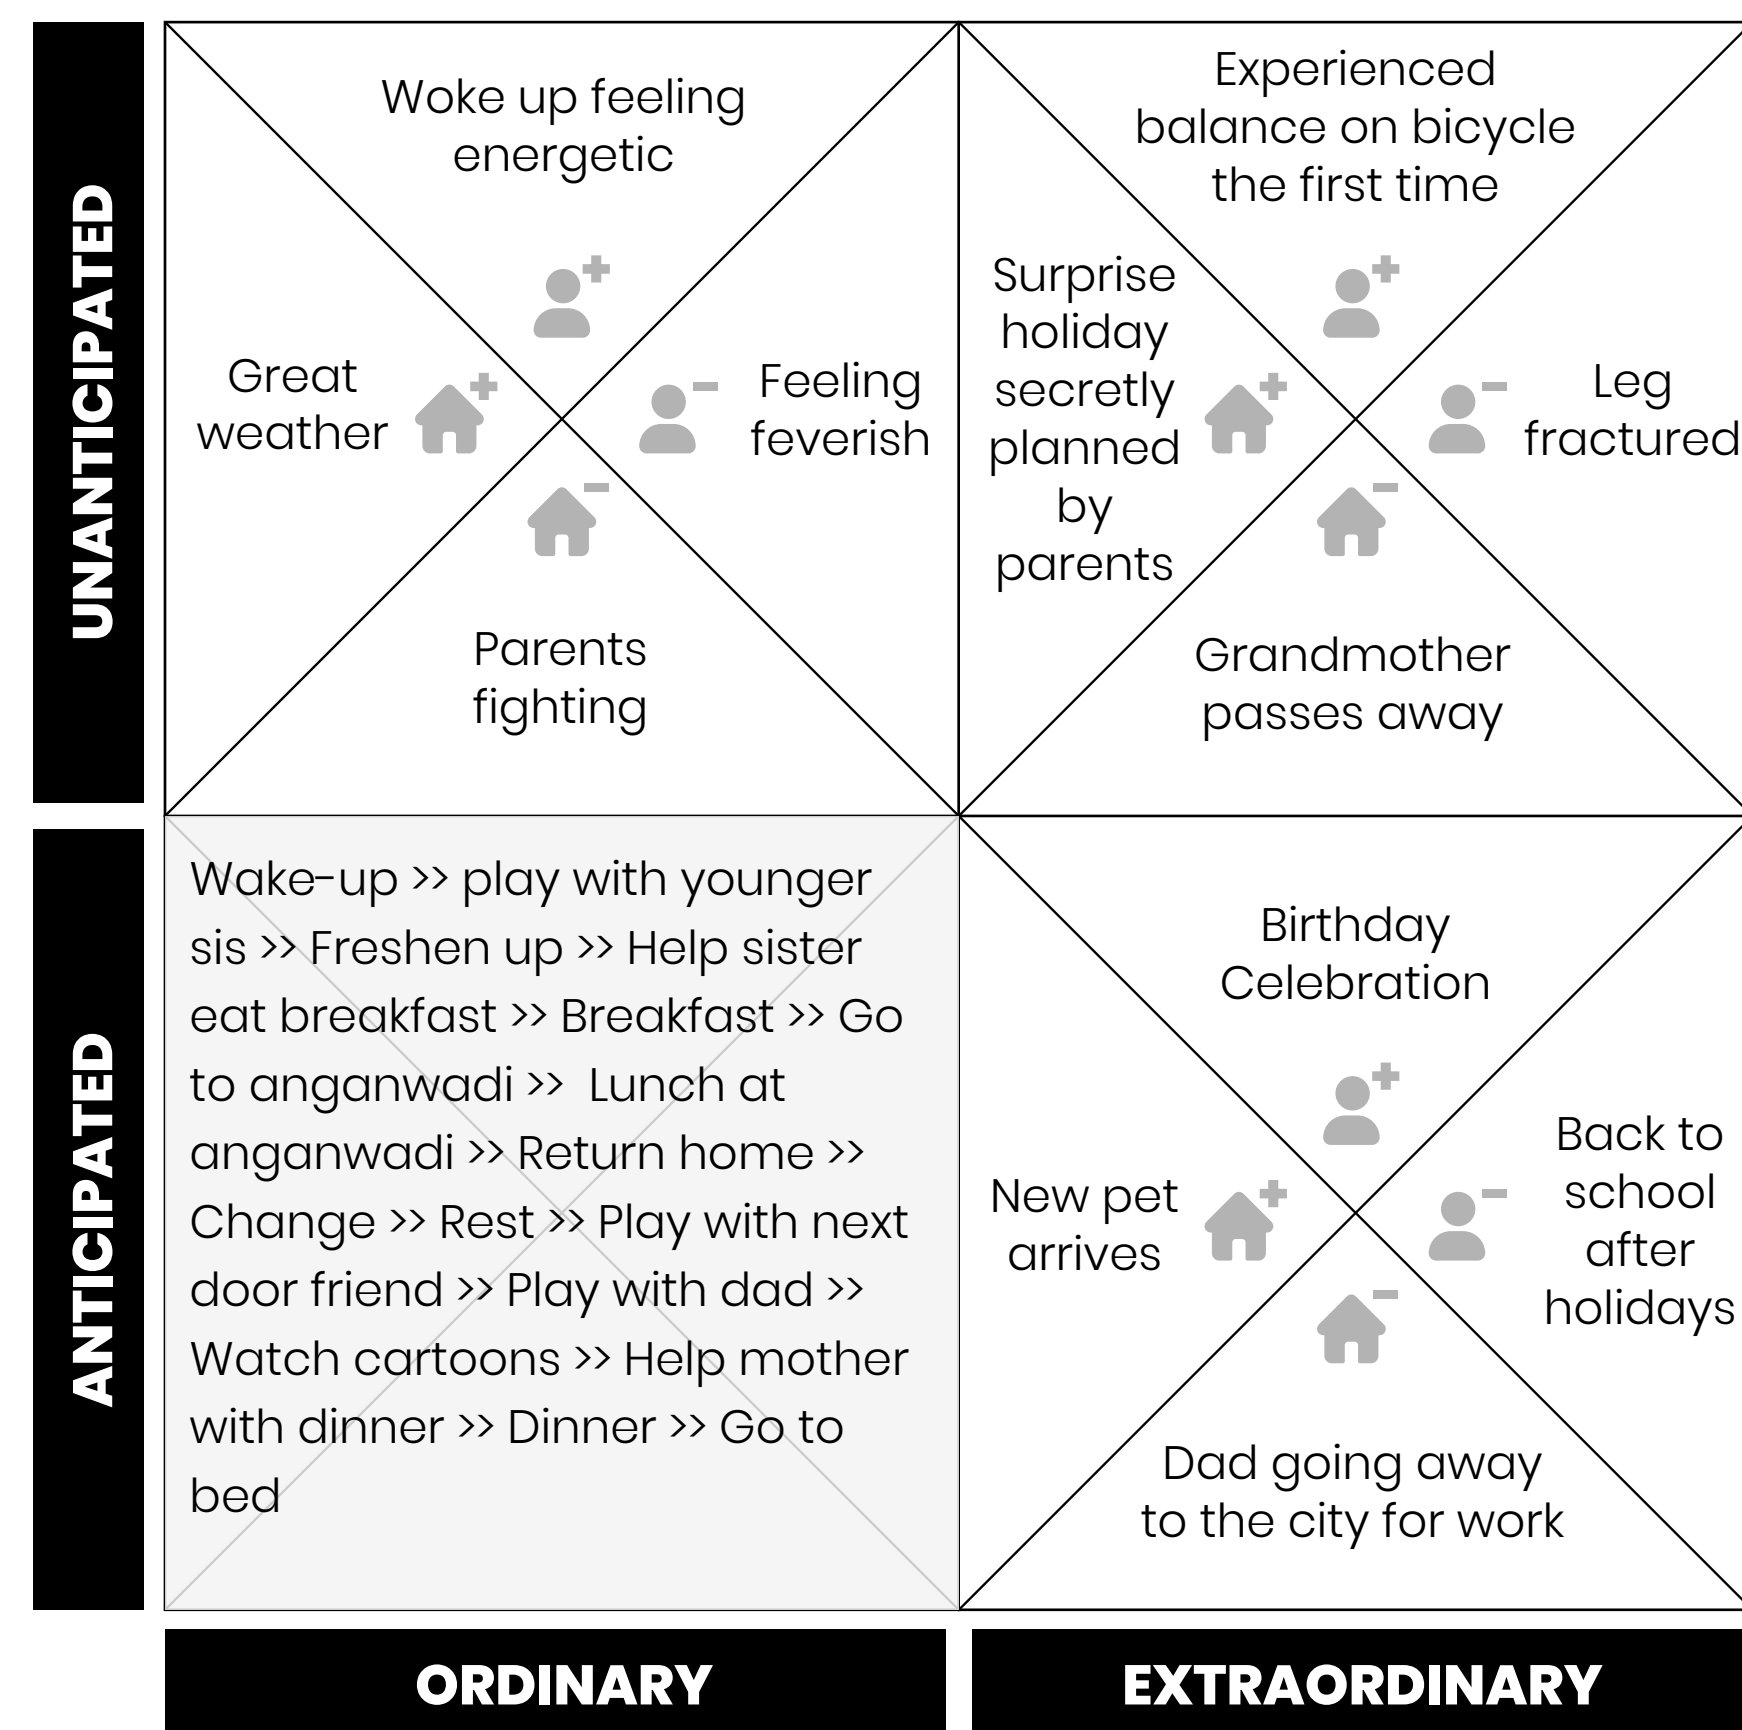 UNANTICIPATED
Woke up feeling
energetic
Great
weather
Feeling
feverish
Parents
fighting
Experienced
balance on bicycle
the first time
Surprise
holiday
secretly
planned
by
parents
Leg
fractured
Grandmother
passes away
ANTICIPATED
Wake-up >> play with younger
sis >> Freshen up >> Help sister
eat breakfast >> Breakfast >> Go
to anganwadi >> Lunch at
anganwadi >> Return home >>
Change >> Rest >> Play with next
door friend >> Play with dad >>
Watch cartoons >> Help mother
with dinner >> Dinner >> Go to
bed
Birthday
Celebration
New pet
arrives
Back to
school
after
holidays
Dad going away
to the city for work
ORDINARY
EXTRAORDINARY